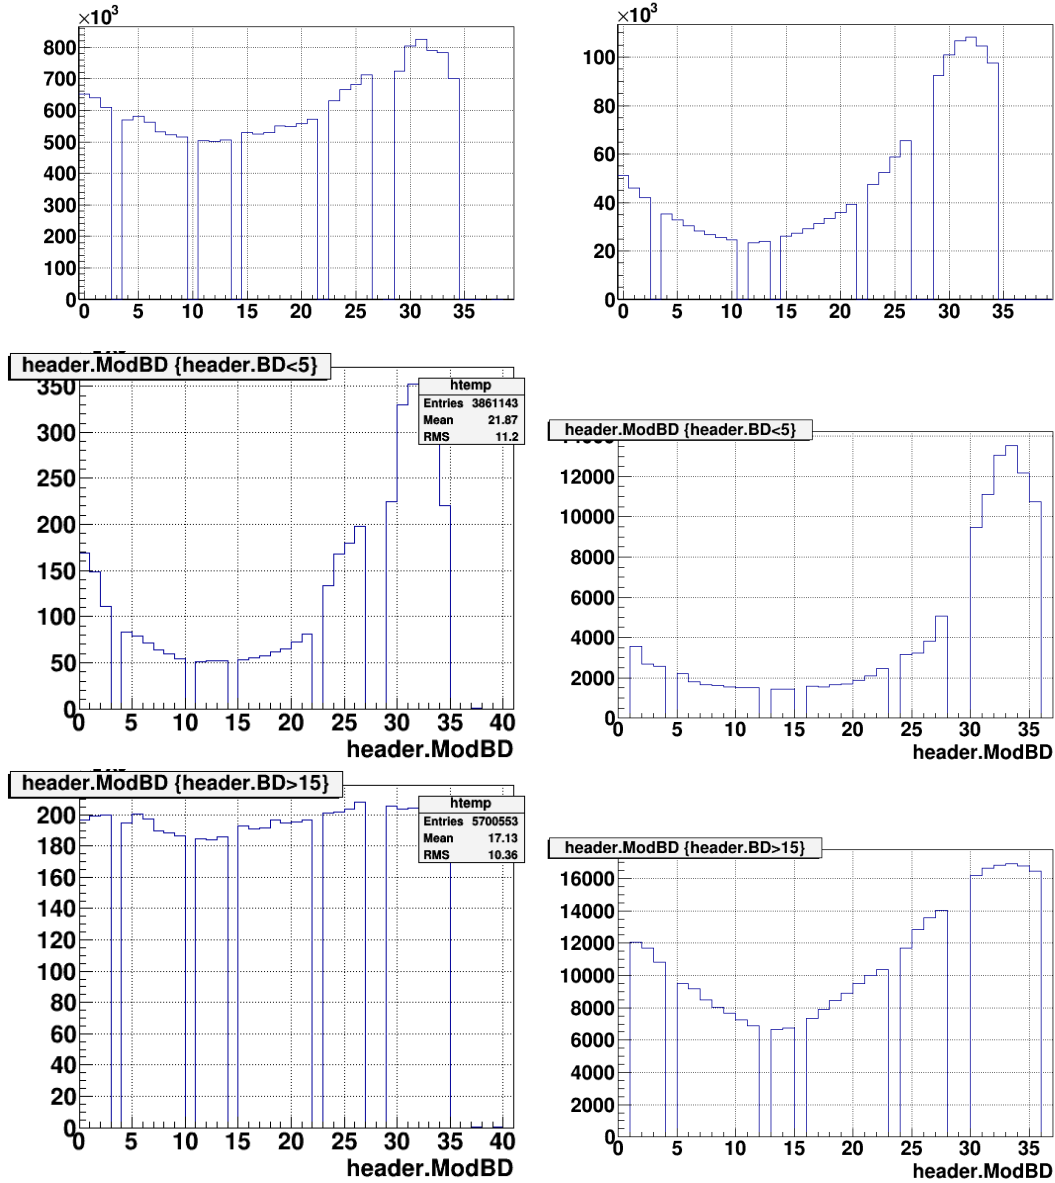 ×10³
800
700
600
500
400
300
200
100
0
0 5 10 15 20 25 30 35
×10³
100
80
60
40
20
0
0 5 10 15 20 25 30 35
header.ModBD {header.BD<5}
htemp
Entries 3861143
Mean 21.87
RMS 11.2
350
300
250
200
150
100
50
0
0 5 10 15 20 25 30 35 40
header.ModBD
header.ModBD {header.BD<5}
14000
12000
10000
8000
6000
4000
2000
0
0 5 10 15 20 25 30 35
header.ModBD
header.ModBD {header.BD>15}
htemp
Entries 5700553
Mean 17.13
RMS 10.36
200
180
160
140
120
100
80
60
40
20
0
0 5 10 15 20 25 30 35 40
header.ModBD
header.ModBD {header.BD>15}
16000
14000
12000
10000
8000
6000
4000
2000
0
0 5 10 15 20 25 30 35
header.ModBD